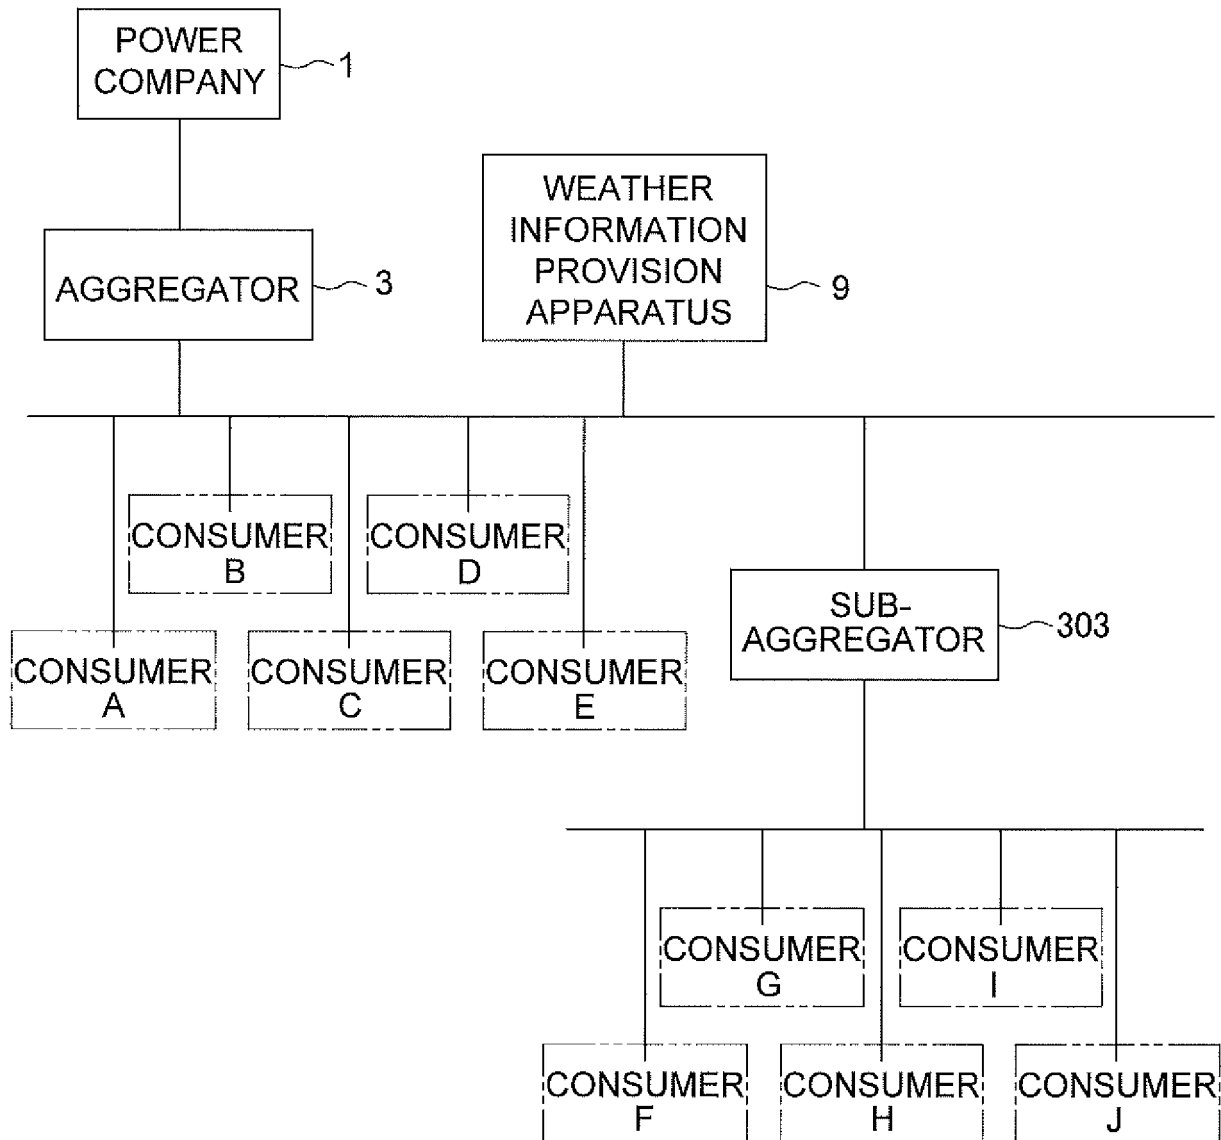 POWER
COMPANY
1
AGGREGATOR
3
WEATHER
INFORMATION
PROVISION
APPARATUS
9
CONSUMER
B
CONSUMER
D
CONSUMER
A
CONSUMER
C
CONSUMER
E
SUB-
AGGREGATOR
303
CONSUMER
G
CONSUMER
I
CONSUMER
F
CONSUMER
H
CONSUMER
J